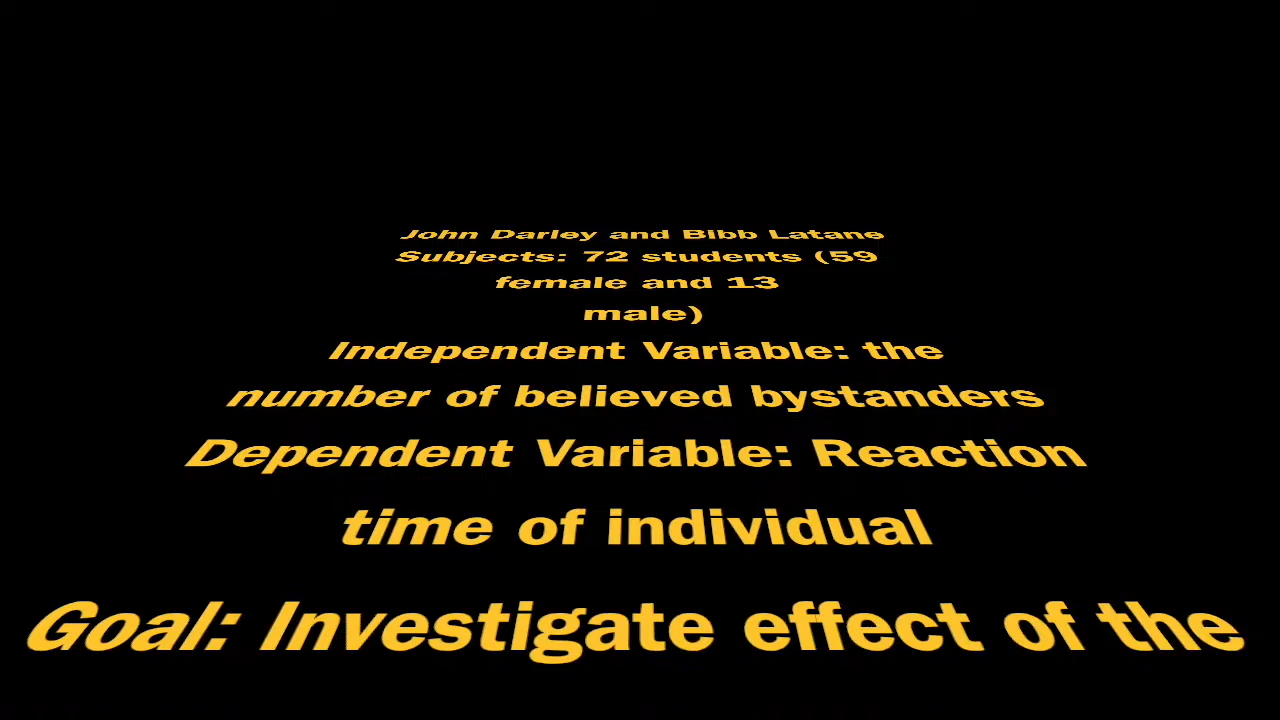 John Darley and Bibb Latane
Subjects: 72 students (59
female and 13
male)
Independent Variable: the
number of believed bystanders
Dependent Variable: Reaction
time of individual
Goal: Investigate effect of the